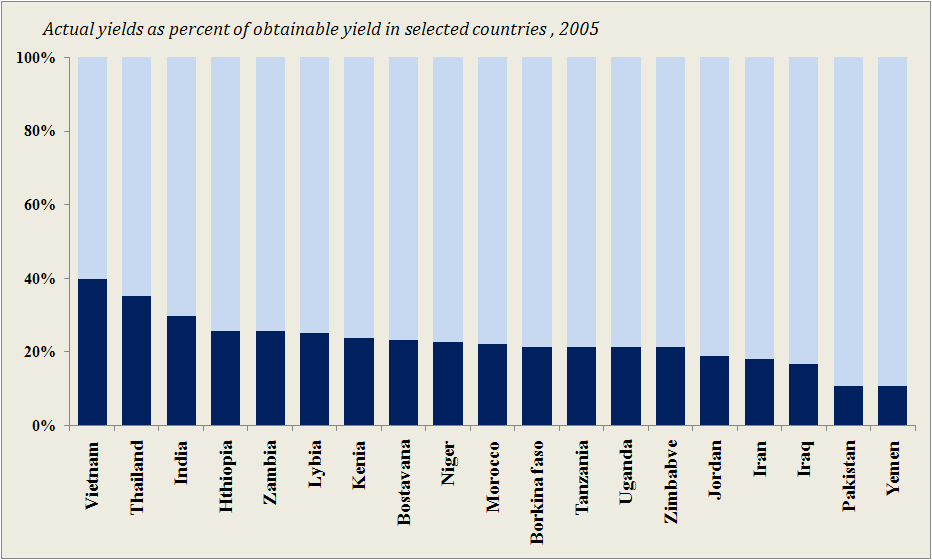 Actual yields as percent of obtainable yield in selected countries , 2005
100%
80%
60%
40%
20%
0%
Vietnam
Thailand
India
Hthiopia
Zambia
Lybia
Kenia
Bostavana
Niger
Morocco
Borkina faso
Tanzania
Uganda
Zimbabve
Jordan
Iran
Iraq
Pakistan
Yemen